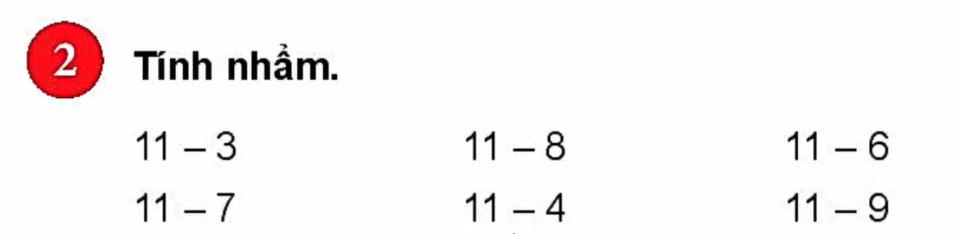 2 Tính nhẩm.
11 – 3 11 – 8 11 – 6
11 – 7 11 – 4 11 – 9